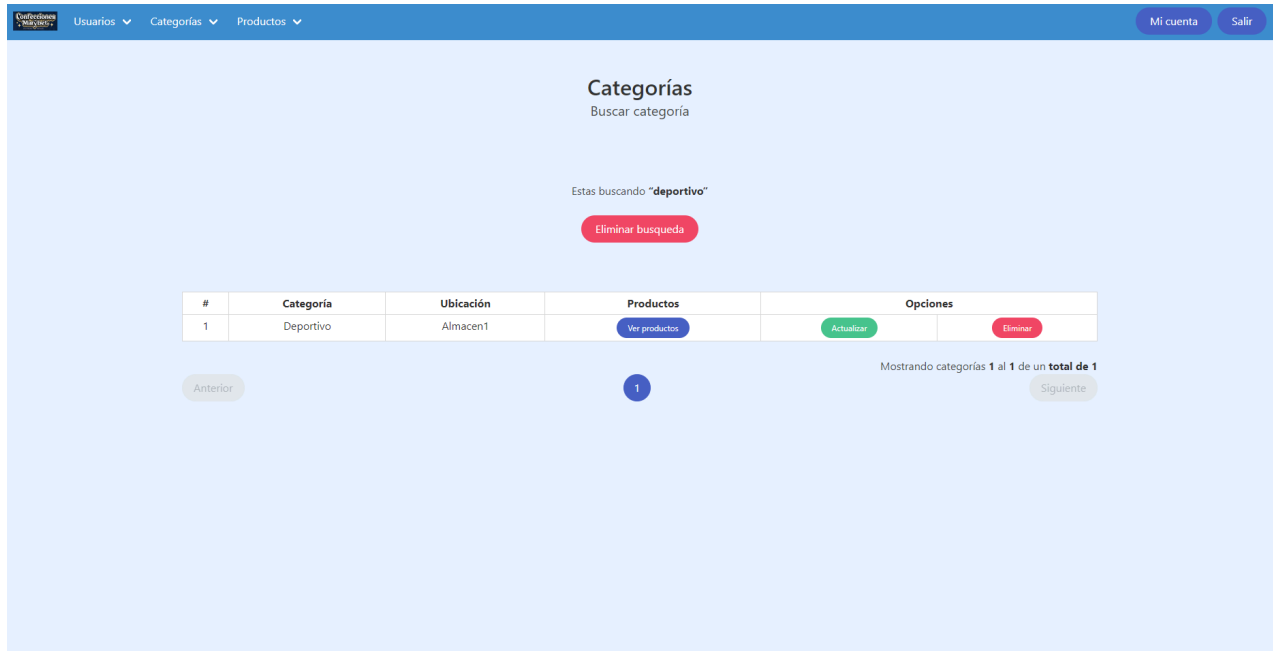 Confecciones
Maybes
Usuarios Categorías Productos Mi cuenta Salir
Categorías
Buscar categoría
Estas buscando “deportivo”
Eliminar busqueda
# Categoría Ubicación Productos Opciones
1 Deportivo Almacen1 Ver productos Actualizar Eliminar
Mostrando categorías 1 al 1 de un total de 1
Anterior 1 Siguiente